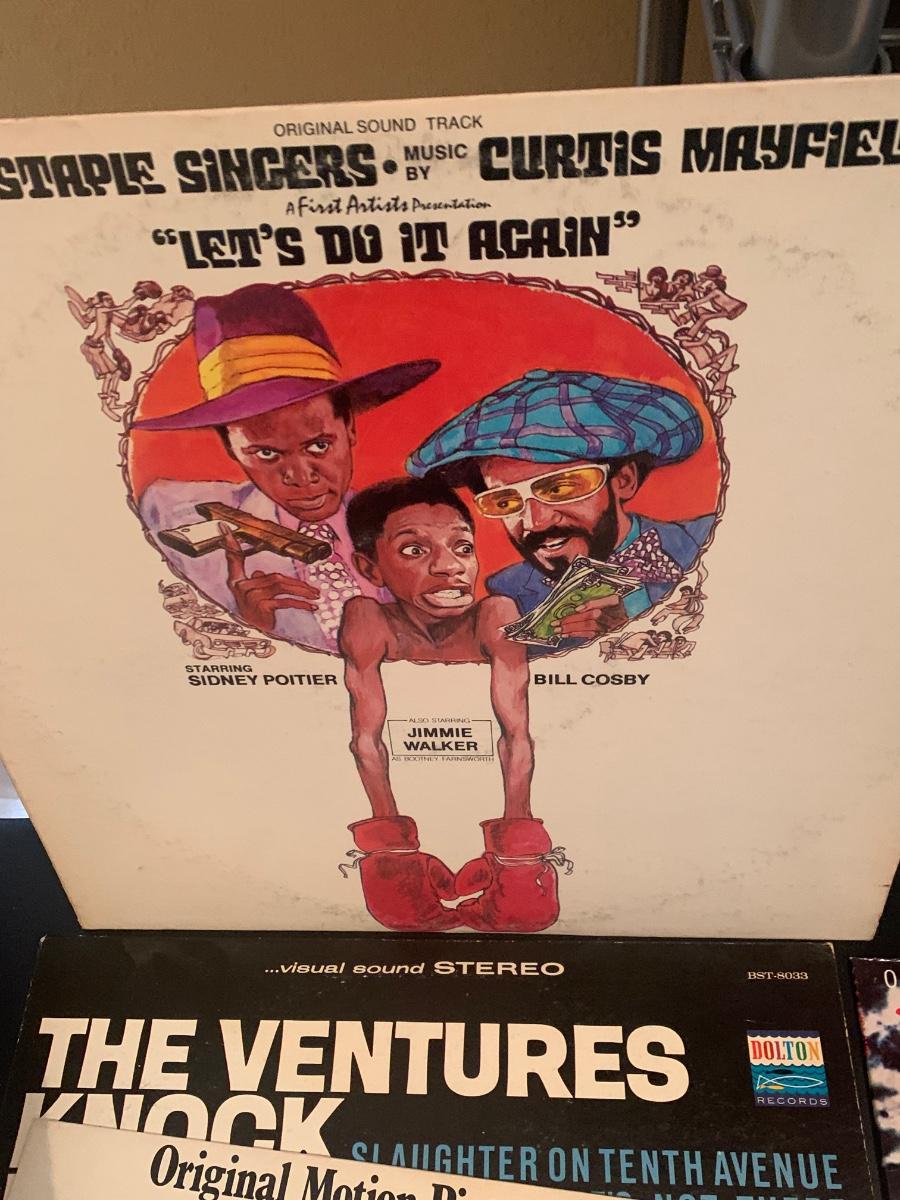 ORIGINAL SOUND TRACK
STAPLE SINGERS • MUSIC BY CURTIS MAYFIEL
A First Artists Presentation
“LET'S DO IT AGAIN”
STARRING
SIDNEY POITIER
BILL COSBY
ALSO STARRING
JIMMIE
WALKER
AS BOOTNEY FARNSWORTH
...visual sound STEREO
BST-8033
THE VENTURES
DOLTON
RECORDS
KNOCK
SLAUGHTER ON TENTH AVENUE
Original Motion Pi